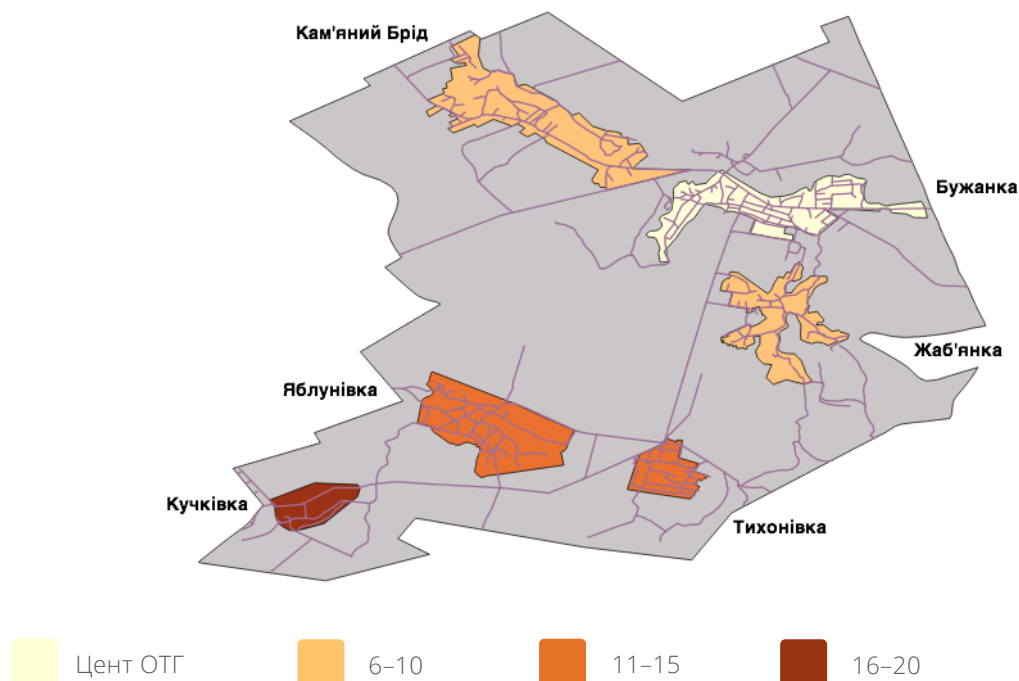 Кам'яний Брід
Бужанка
Жаб'янка
Яблунівка
Кучківка
Тихонівка
Цент ОТГ
6–10
11–15
16–20